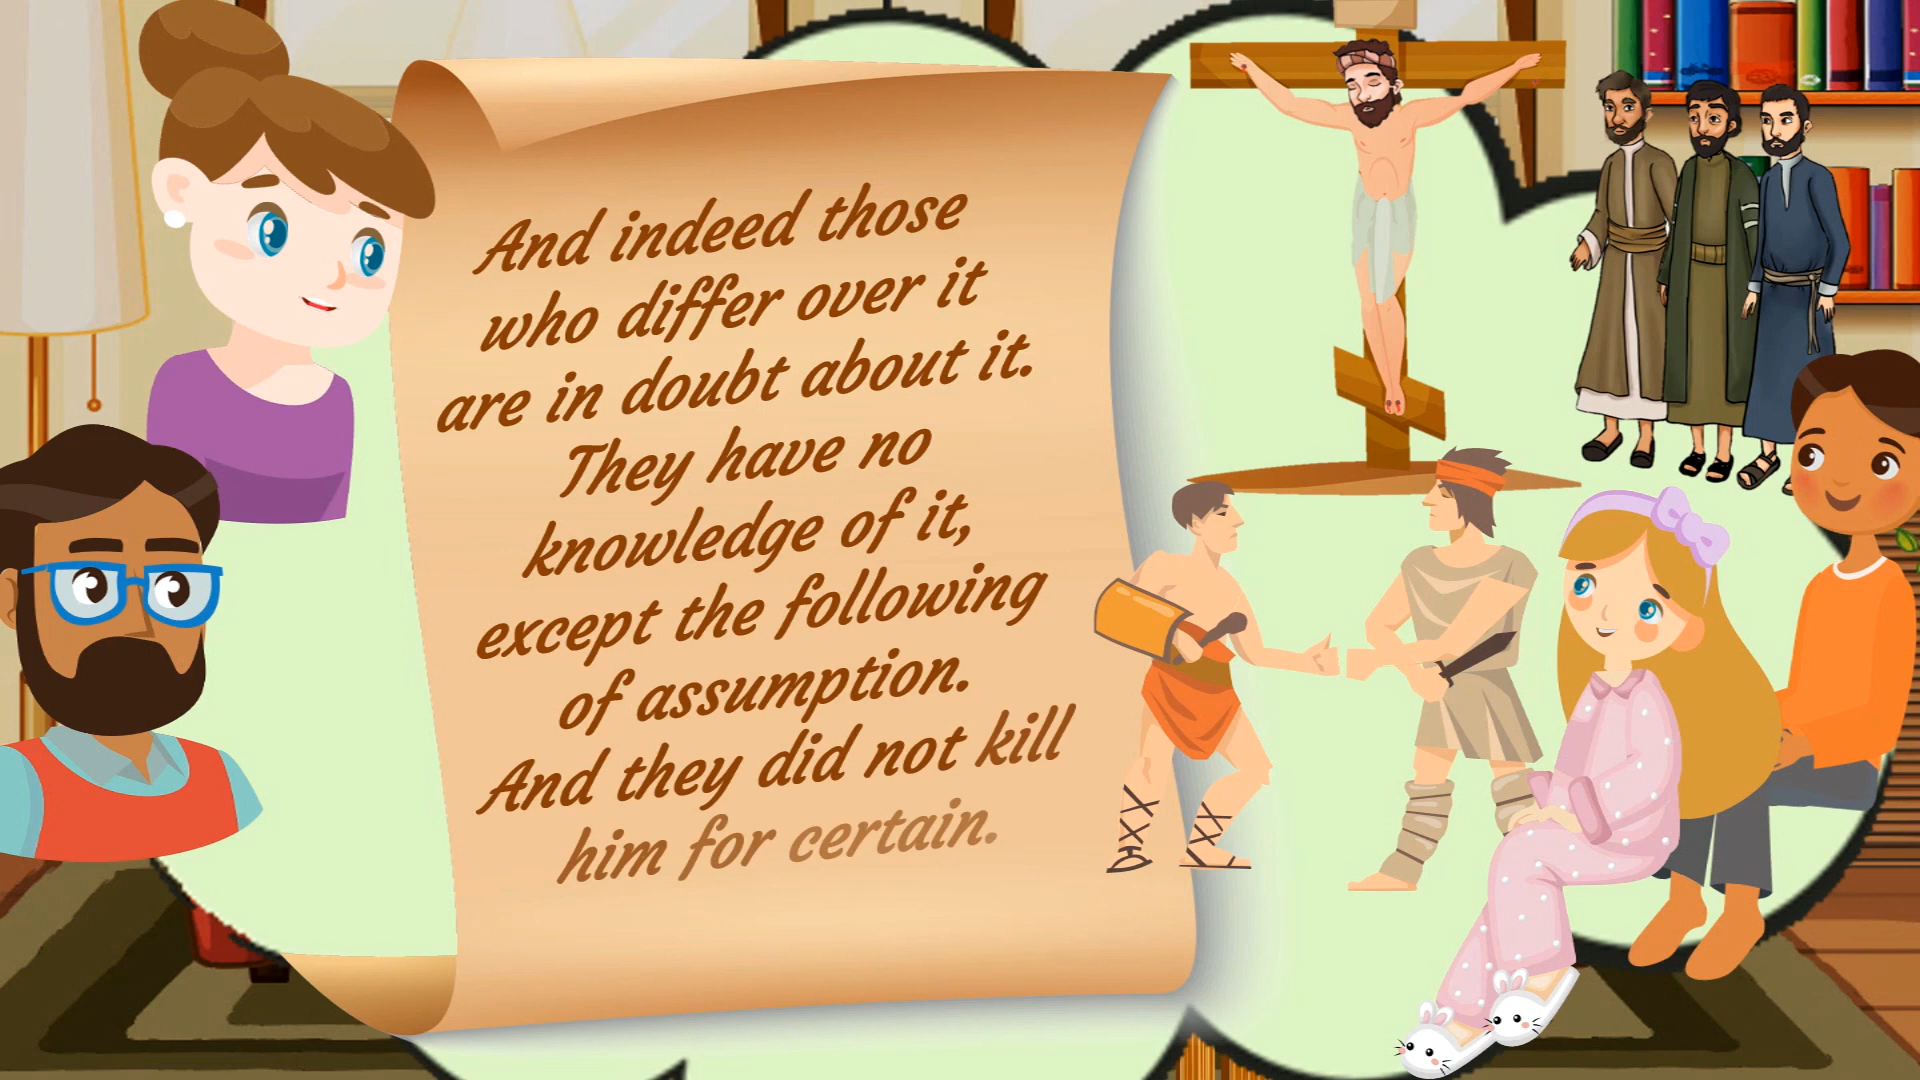 And indeed those
who differ over it
are in doubt about it.
They have no
knowledge of it,
except the following
of assumption.
And they did not kill
him for certain.